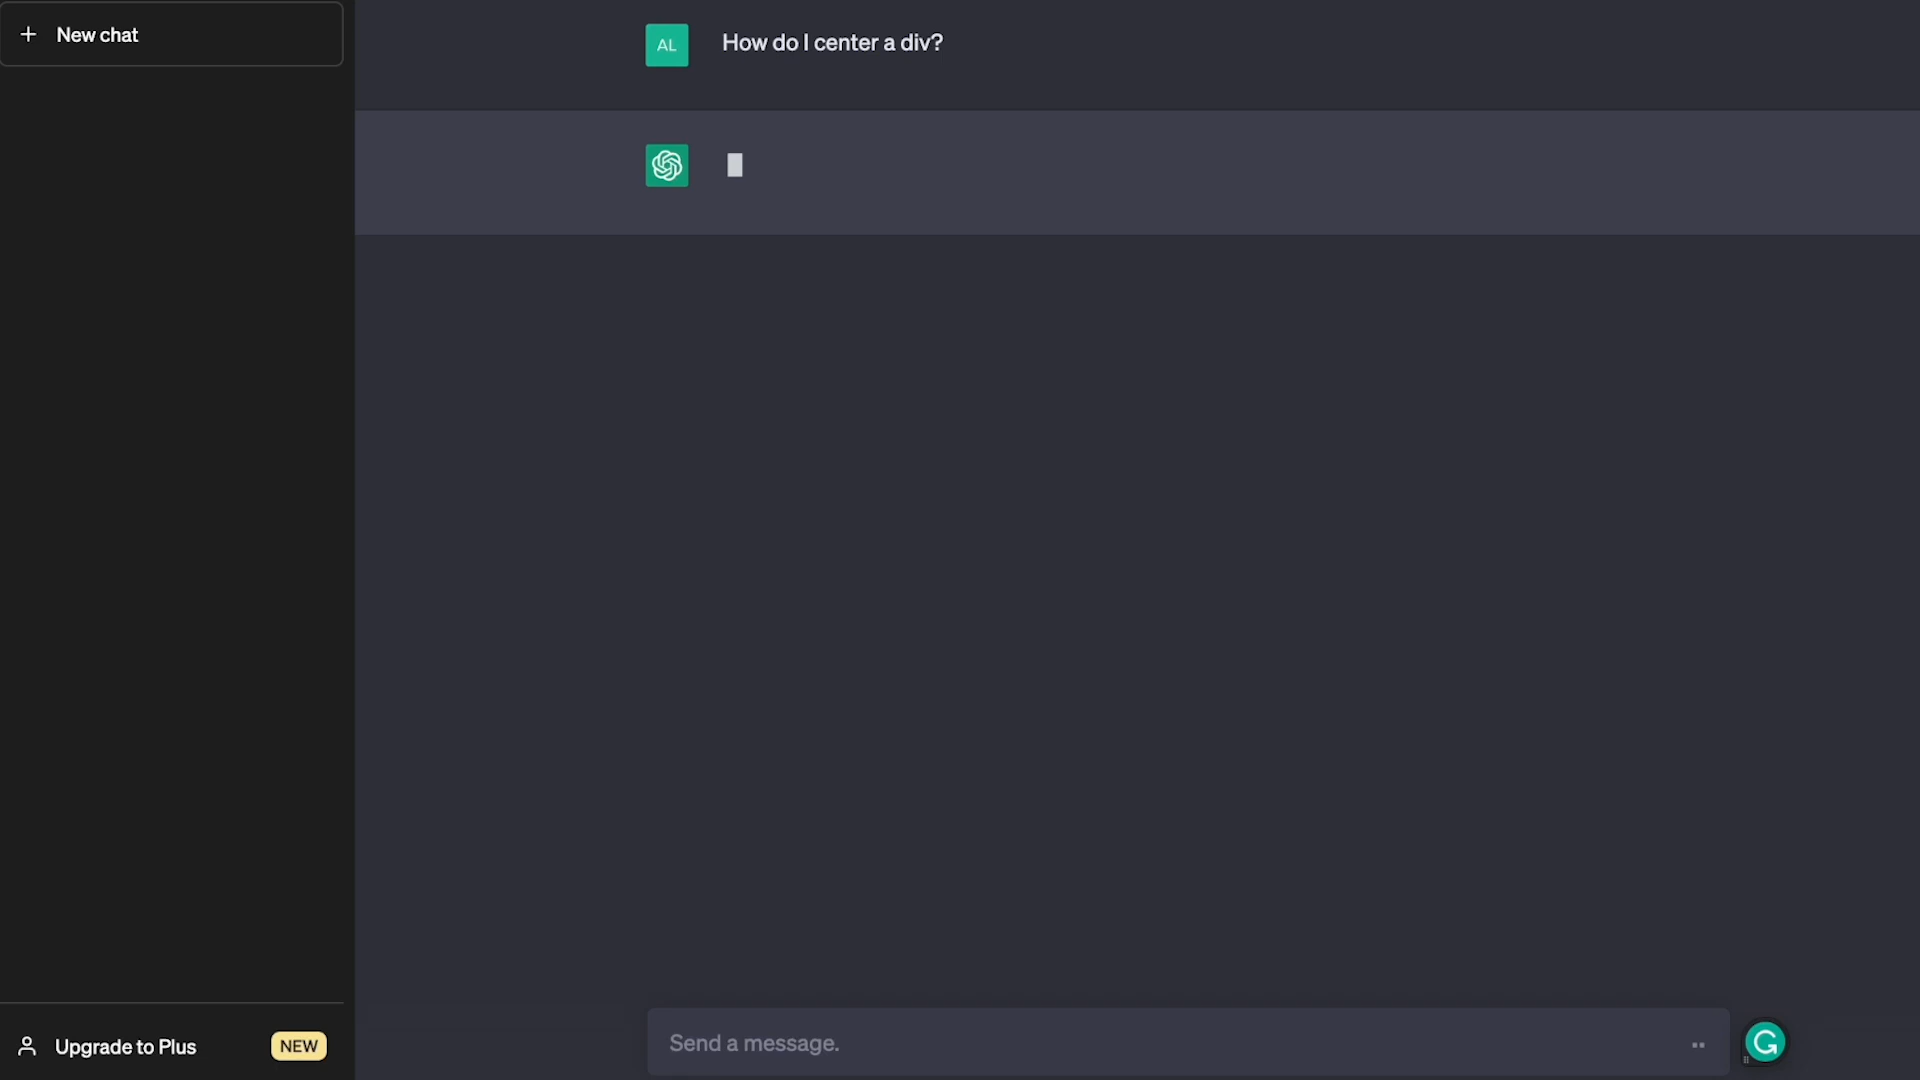 New chat
AL
How do I center a div?
Send a message.
Upgrade to Plus
NEW